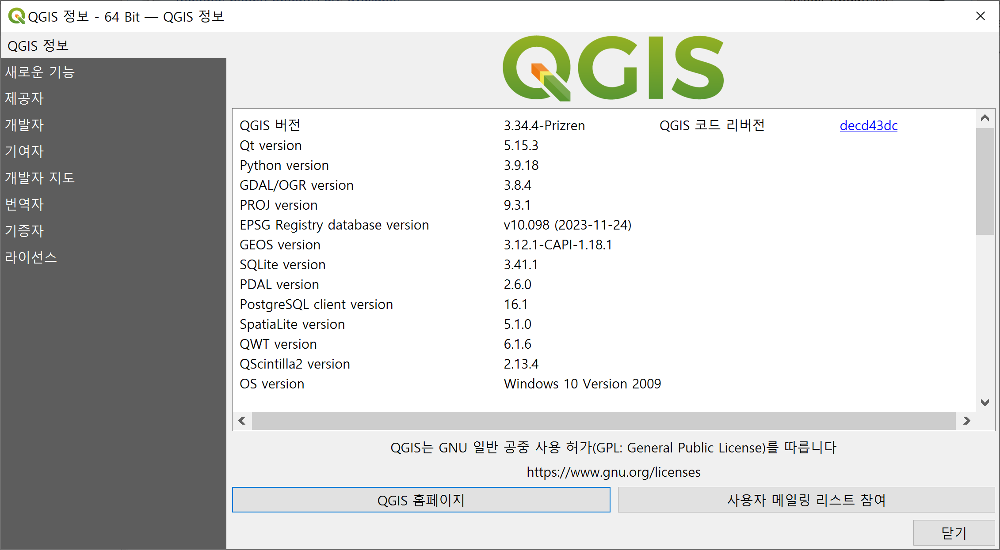 QGIS 정보 - 64 Bit — QGIS 정보
QGIS 정보
새로운 기능
제공자
개발자
기여자
개발자 지도
번역자
기증자
라이선스
QGIS
QGIS 버전 3.34.4-Prizren QGIS 코드 리버전 decd43dc
Qt version 5.15.3
Python version 3.9.18
GDAL/OGR version 3.8.4
PROJ version 9.3.1
EPSG Registry database version v10.098 (2023-11-24)
GEOS version 3.12.1-CAPI-1.18.1
SQLite version 3.41.1
PDAL version 2.6.0
PostgreSQL client version 16.1
SpatiaLite version 5.1.0
QWT version 6.1.6
QScintilla2 version 2.13.4
OS version Windows 10 Version 2009
QGIS는 GNU 일반 공중 사용 허가(GPL: General Public License)를 따릅니다
https://www.gnu.org/licenses
QGIS 홈페이지
사용자 메일링 리스트 참여
닫기